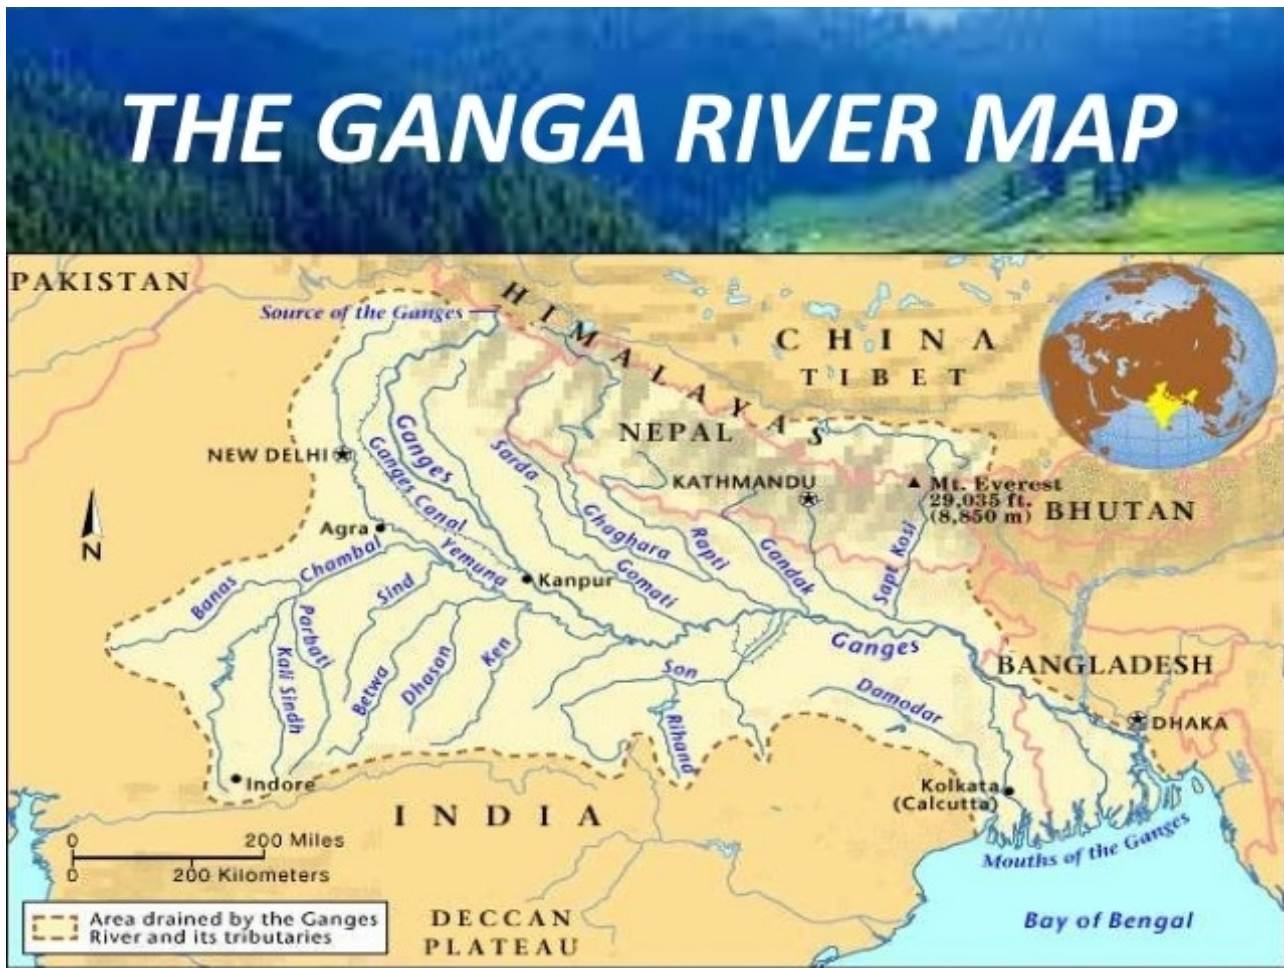 THE GANGA RIVER MAP
PAKISTAN
Source of the Ganges
HIMALAYAS
CHINA
TIBET
NEPAL
NEW DELHI
Ganges
Ganges Canal
Sarda
KATHMANDU
Mt. Everest
29,035 ft.
(8,850 m)
BHUTAN
N
Agra
Chambal
Yemuna
Kanpur
Ghaghara
Rapti
Gandak
Sapt Kosi
Banas
Sind
Gomati
Parbati
Kali Sindh
Betwa
Dhasan
Ken
Son
Rihand
Ganges
Damodar
BANGLADESH
DHAKA
Indore
Kolkata
(Calcutta)
INDIA
Mouths of the Ganges
0 200 Miles
0 200 Kilometers
Area drained by the Ganges
River and its tributaries
DECCAN
PLATEAU
Bay of Bengal